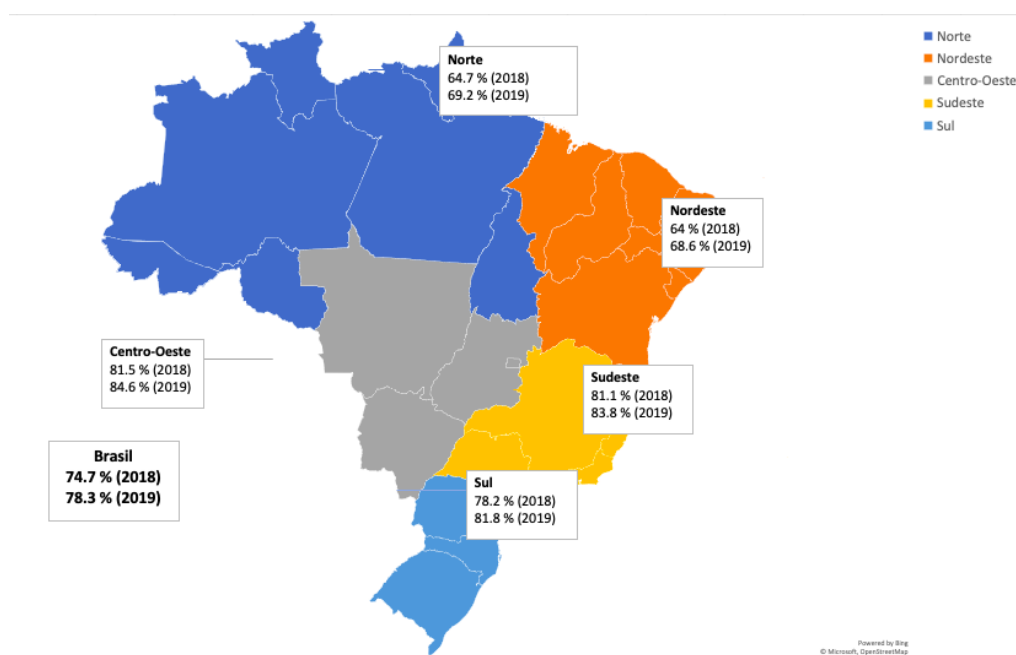 Norte
Nordeste
Centro-Oeste
Sudeste
Sul
Norte
64.7 % (2018)
69.2 % (2019)
Nordeste
64 % (2018)
68.6 % (2019)
Centro-Oeste
81.5 % (2018)
84.6 % (2019)
Sudeste
81.1 % (2018)
83.8 % (2019)
Brasil
74.7 % (2018)
78.3 % (2019)
Sul
78.2 % (2018)
81.8 % (2019)
Powered by Bing
© Microsoft, OpenStreetMap